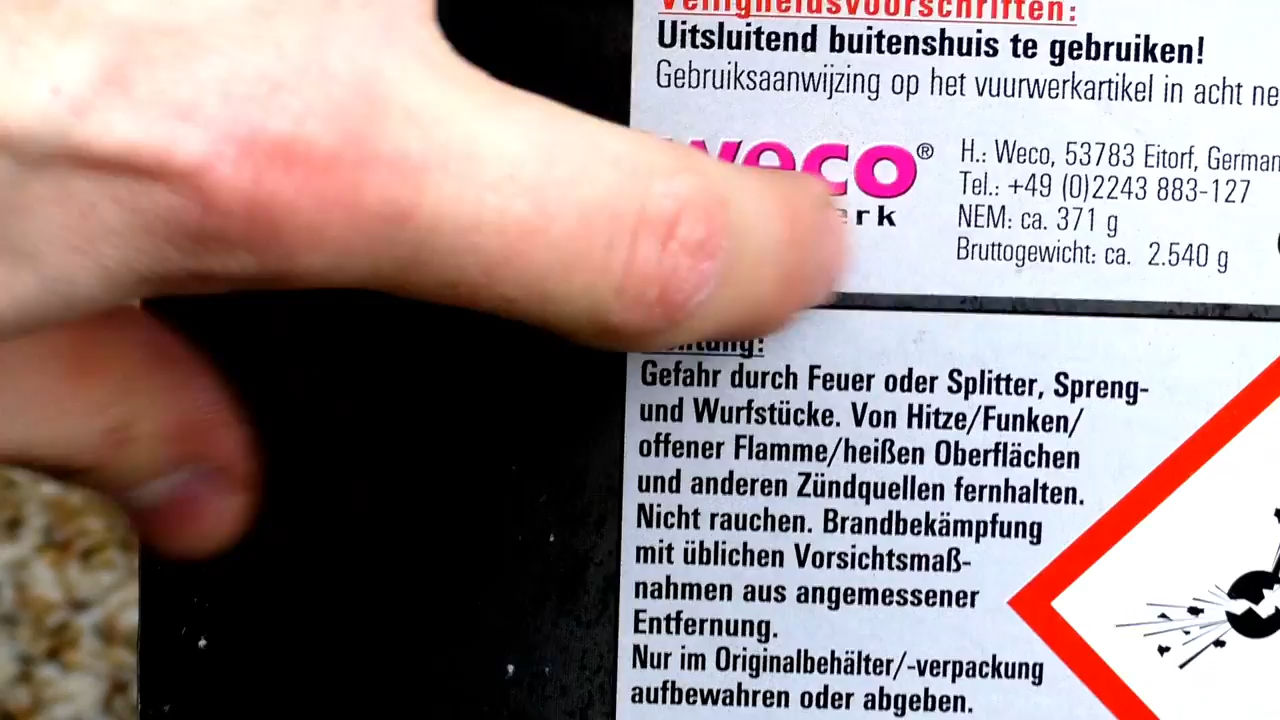 Veiligheidsvoorschriften:
Uitsluitend buitenshuis te gebruiken!
Gebruiksaanwijzing op het vuurwerkartikel in acht ne
weco®
H.: Weco, 53783 Eitorf, German
Tel.: +49 (0)2243 883-127
NEM: ca. 371 g
Bruttogewicht: ca. 2.540 g
Gefahr durch Feuer oder Splitter, Spreng-
und Wurfstücke. Von Hitze/Funken/
offener Flamme/heißen Oberflächen
und anderen Zündquellen fernhalten.
Nicht rauchen. Brandbekämpfung
mit üblichen Vorsichtsmaß-
nahmen aus angemessener
Entfernung.
Nur im Originalbehälter/-verpackung
aufbewahren oder abgeben.